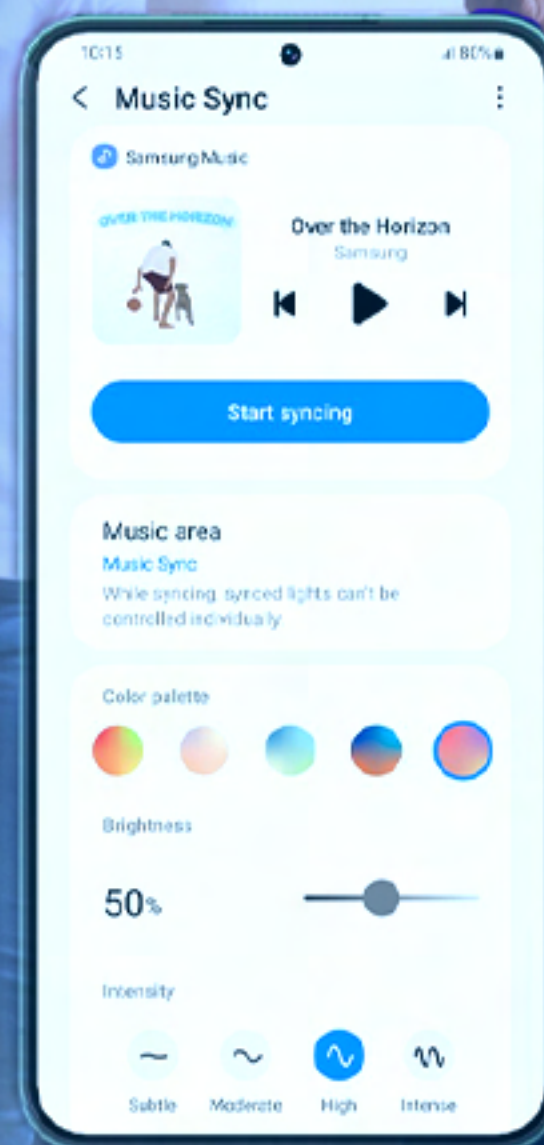 10:15
80%
Music Sync
Samsung Music
OVER THE HORIZON
Over the Horizon
Samsung
Start syncing
Music area
Music Sync
While syncing, synced lights can't be
controlled individually
Color palette
Brightness
50%
Intensity
Subtle Moderate High Intense